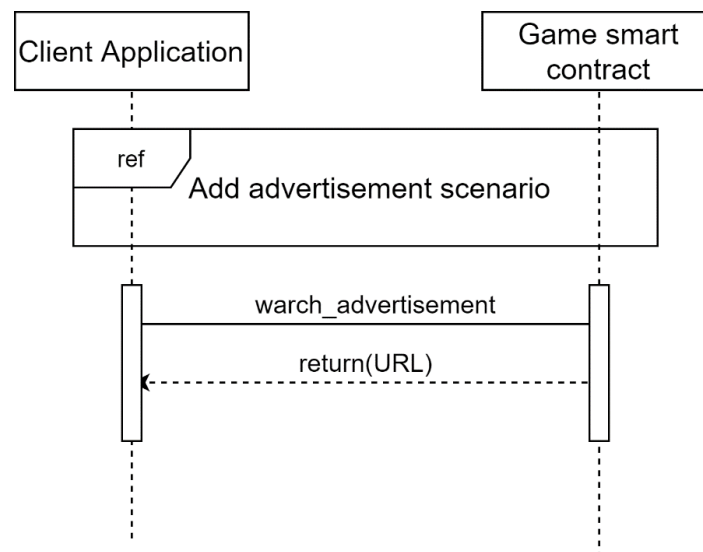 Client Application
Game smart
contract
ref
Add advertisement scenario
warch_advertisement
return(URL)